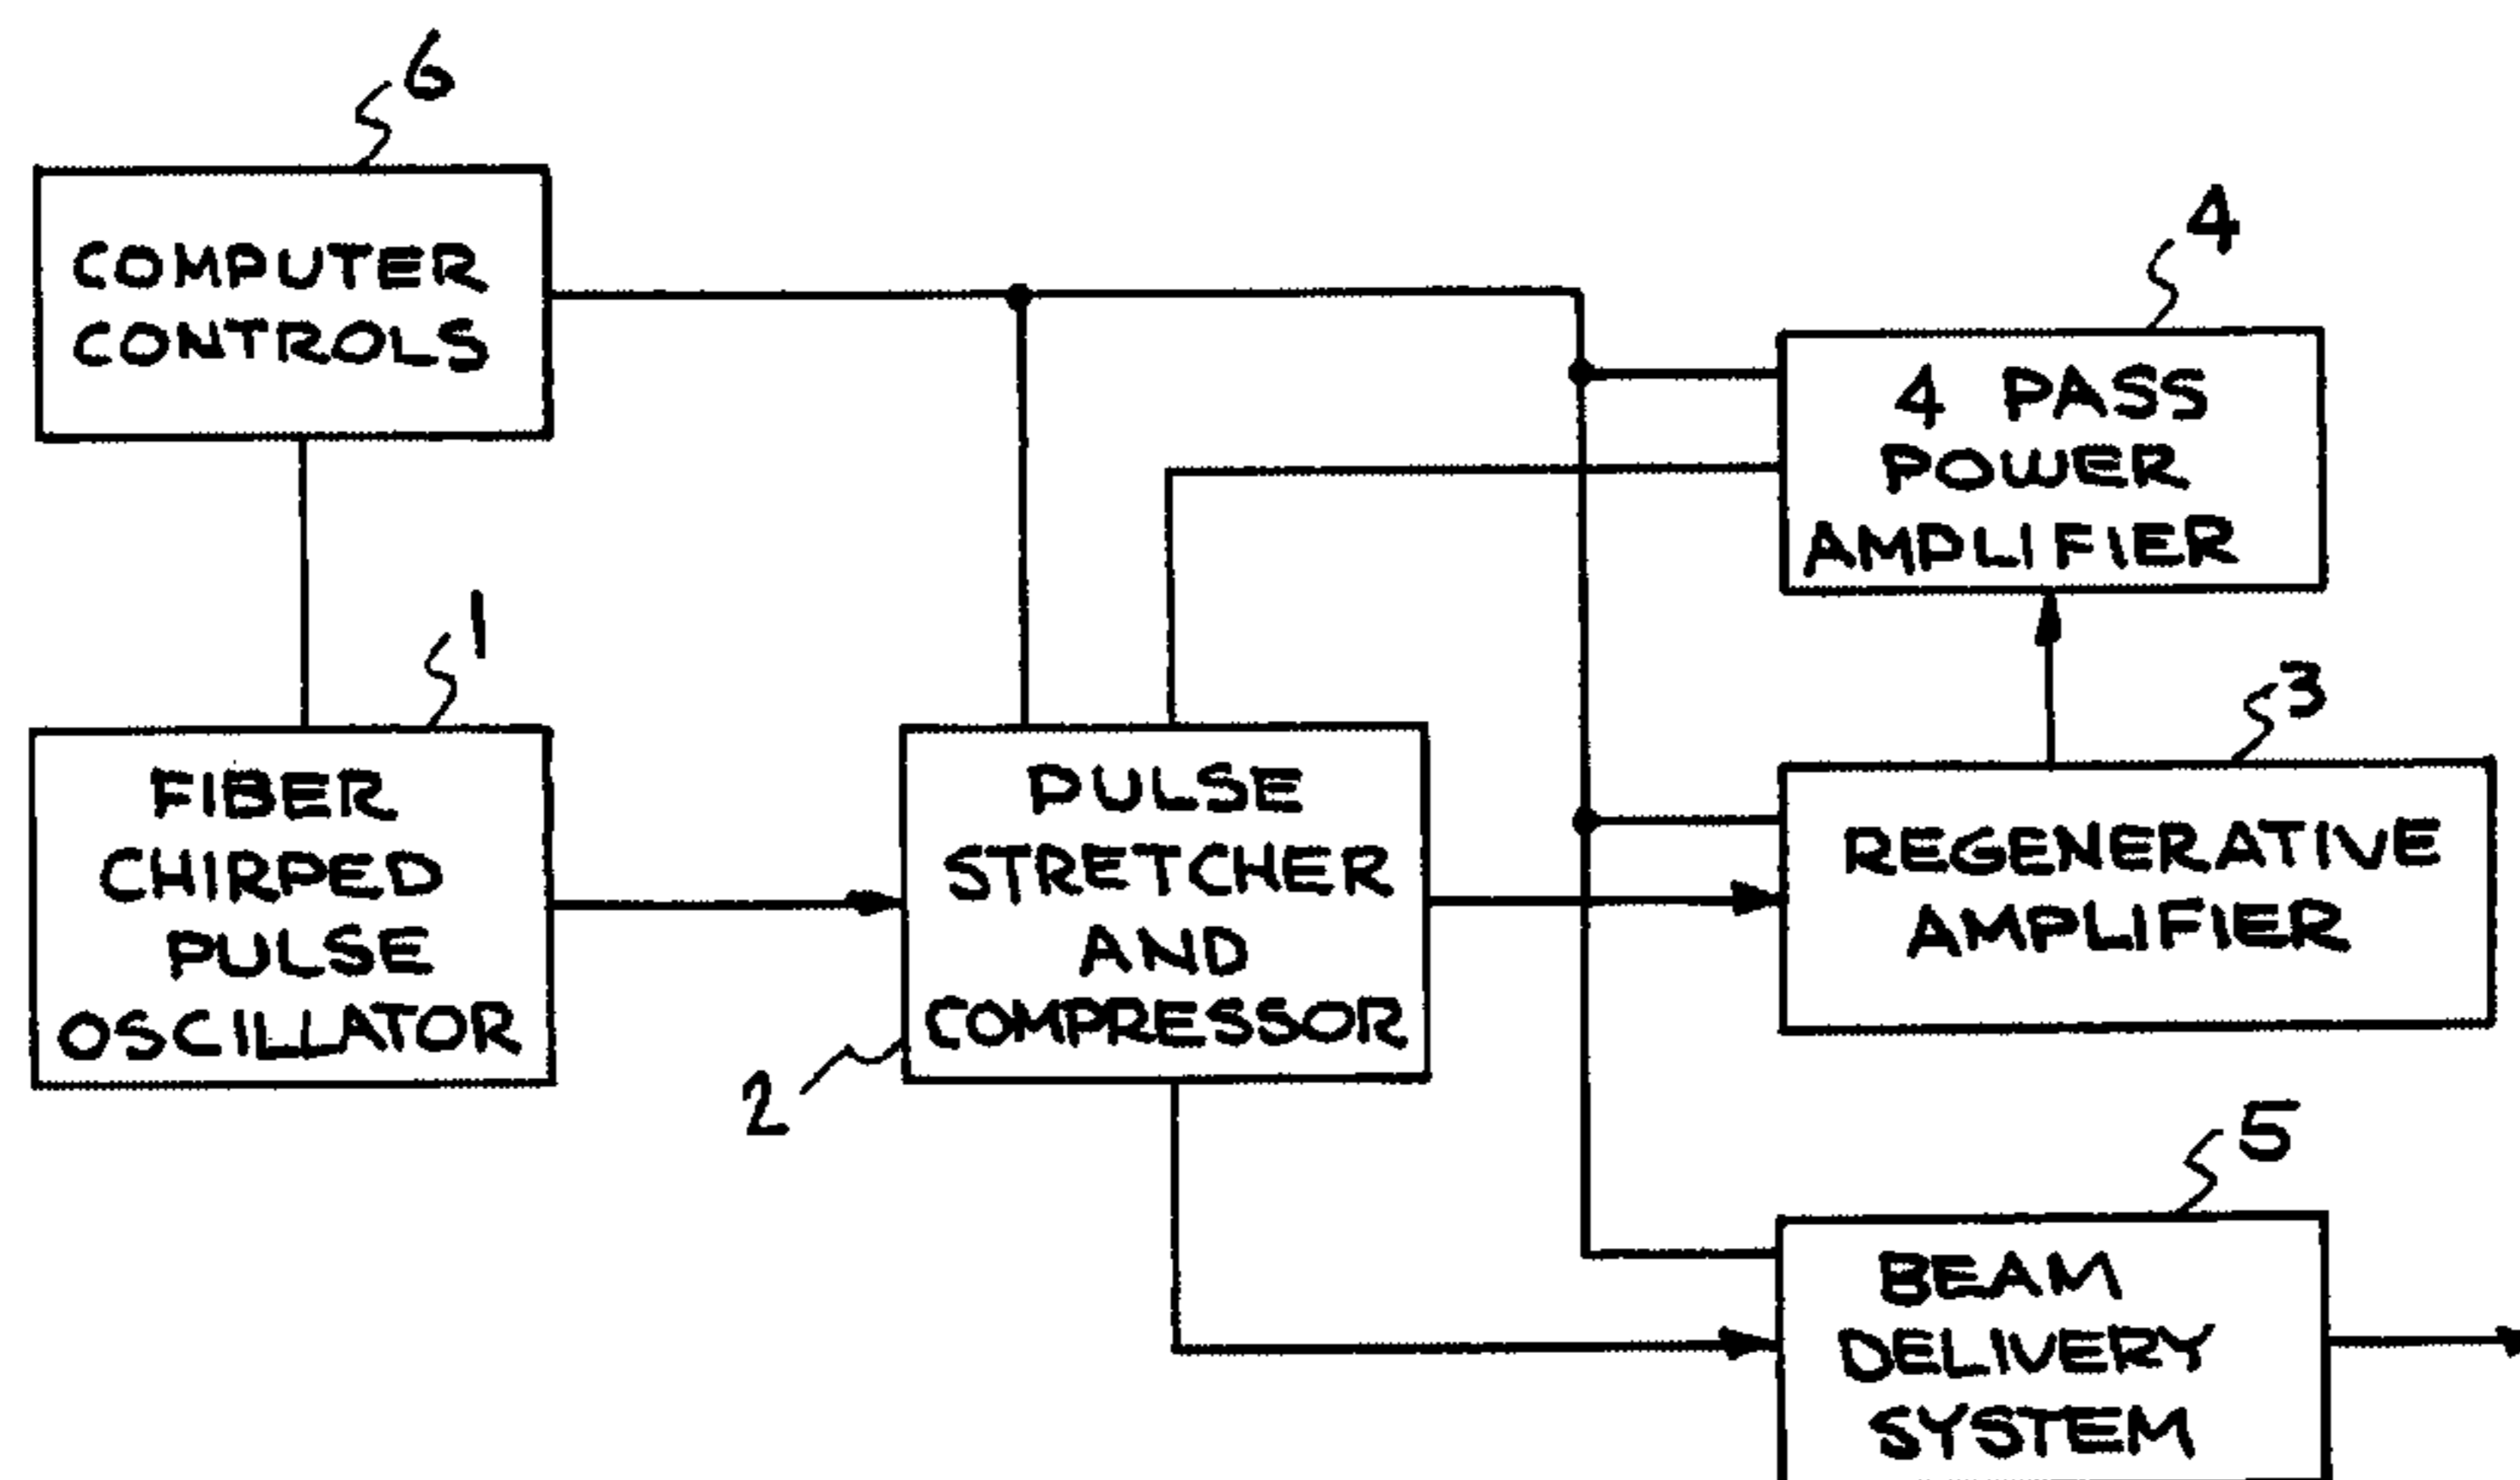 6
COMPUTER
CONTROLS
4
4 PASS
POWER
AMPLIFIER
1
FIBER
CHIRPED
PULSE
OSCILLATOR
PULSE
STRETCHER
AND
COMPRESSOR
2
3
REGENERATIVE
AMPLIFIER
5
BEAM
DELIVERY
SYSTEM